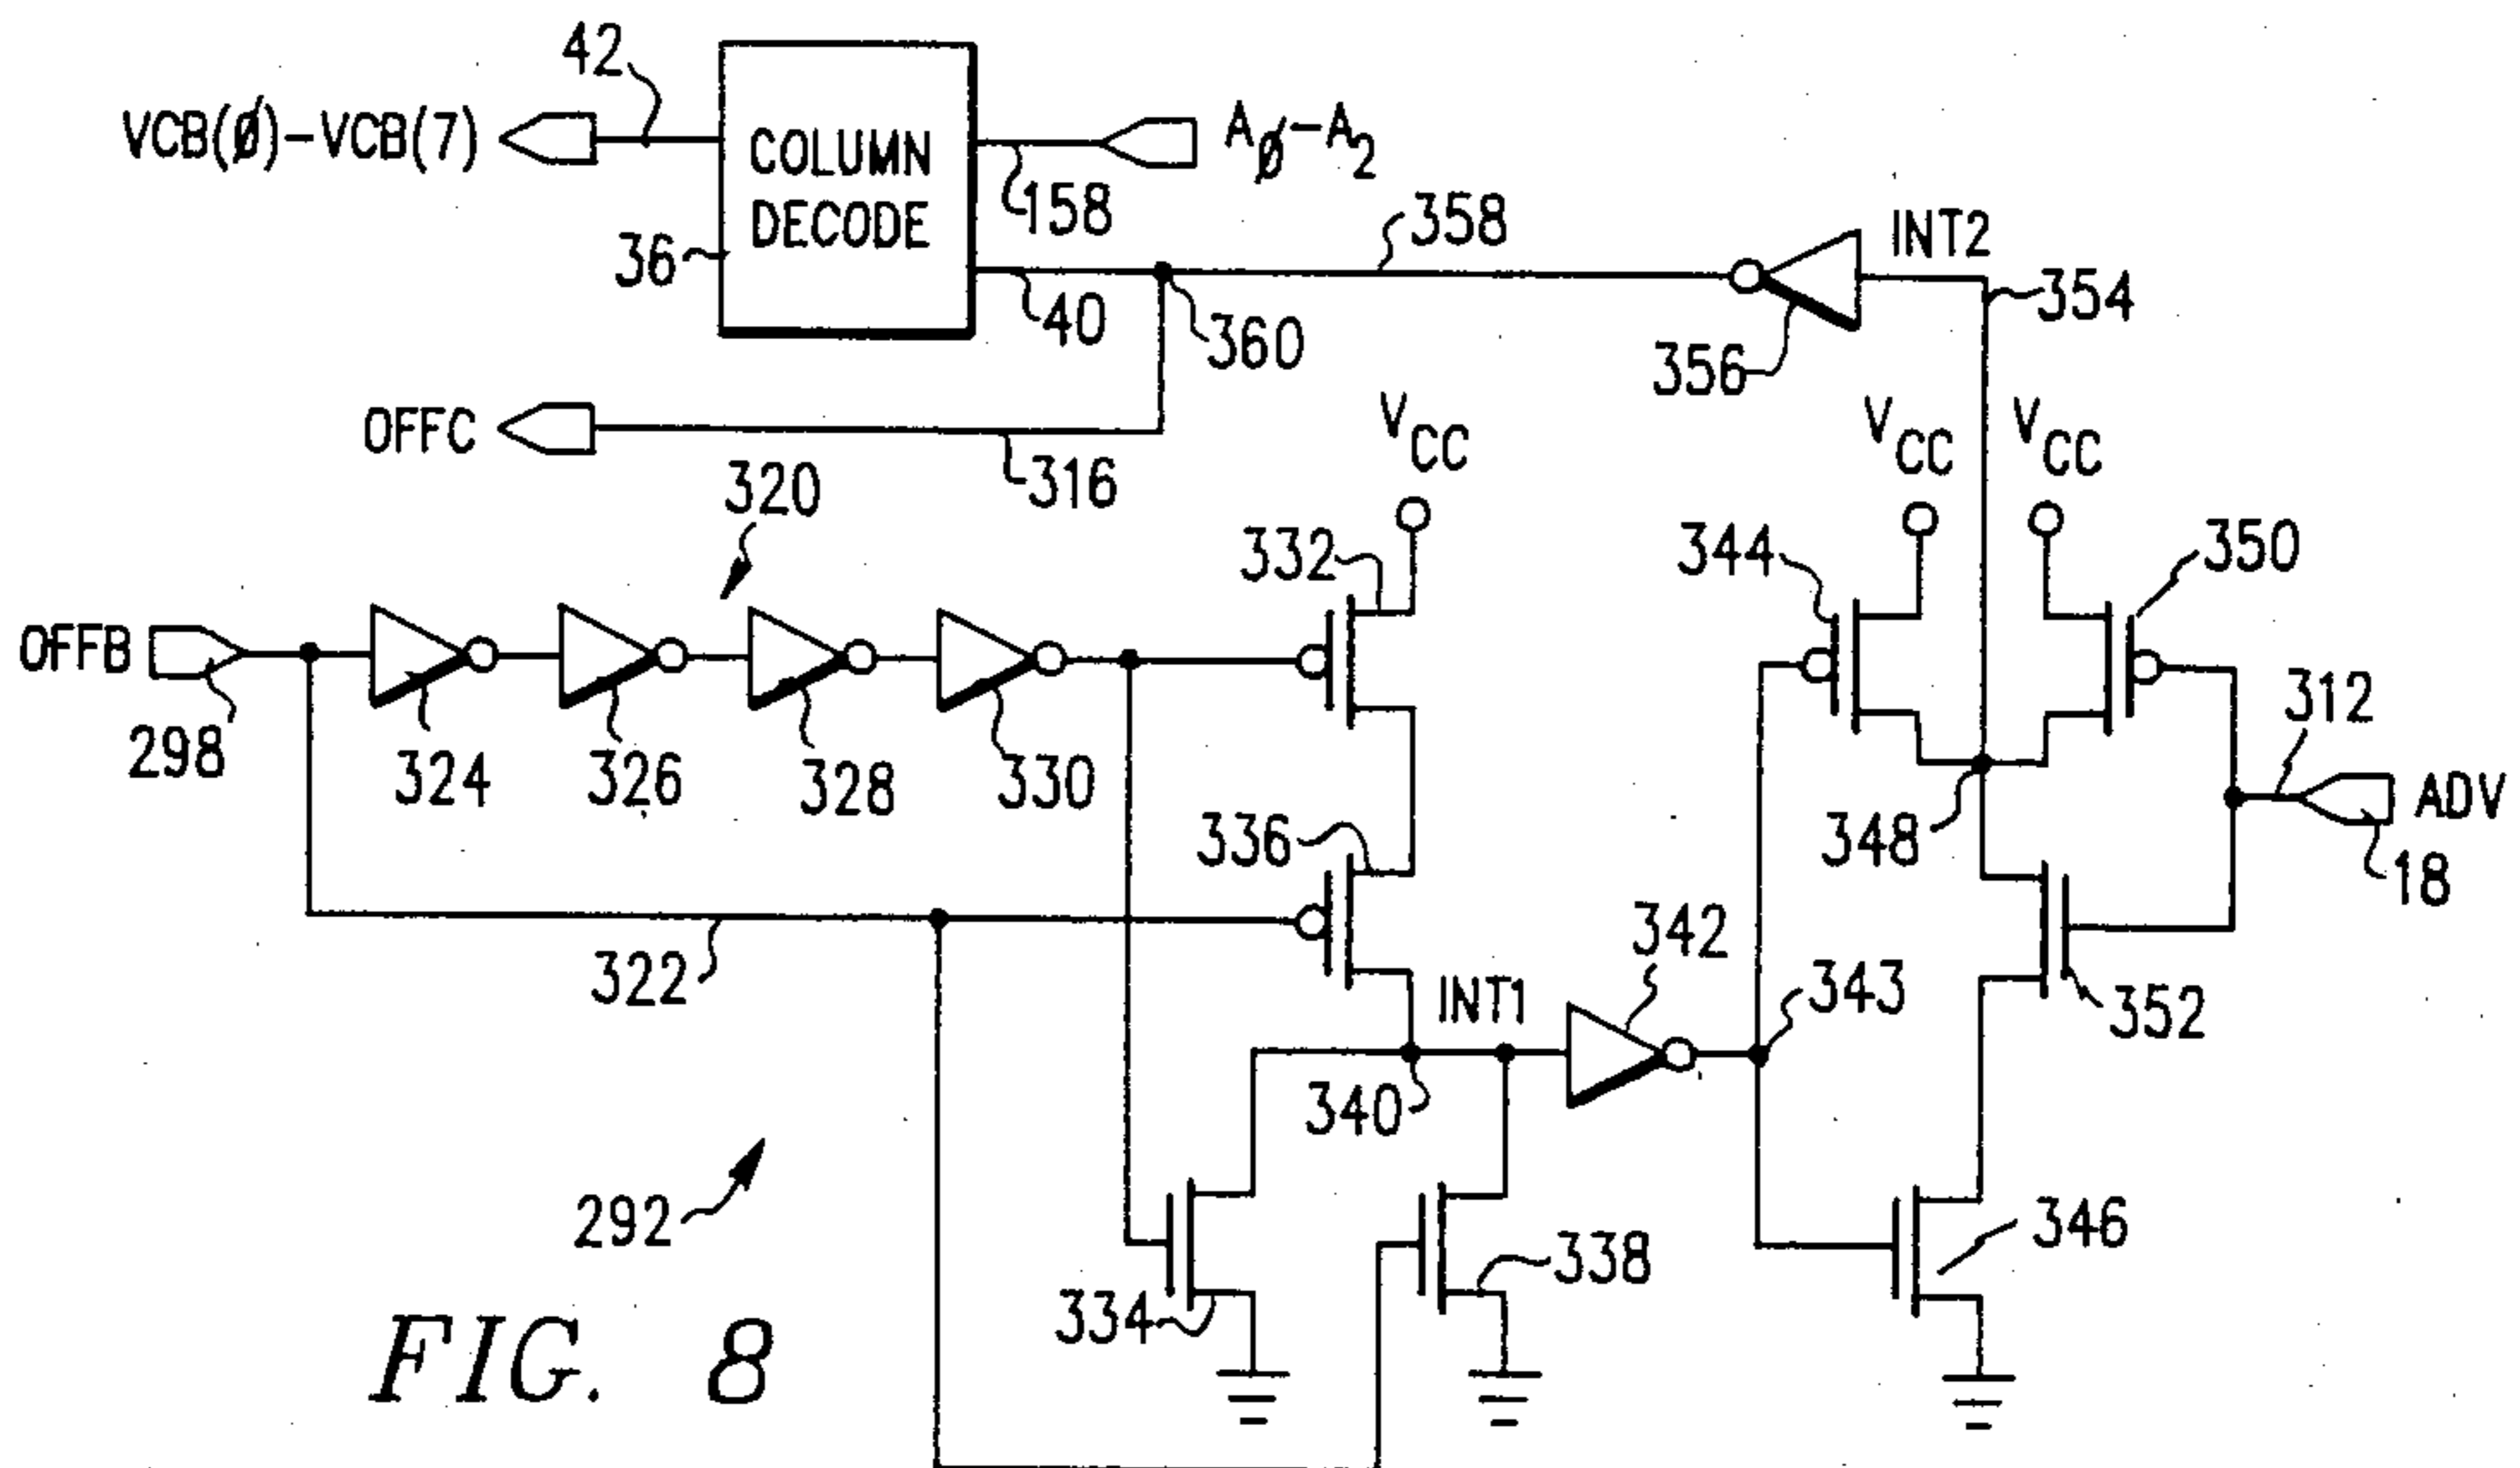 42
VCB(Ø)-VCB(7)
COLUMN
DECODE
AØ-A2
158
36
40
360
358
INT2
354
356
OFFC
316
VCC
VCC
VCC
320
332
344
350
OFFB
298
324
326
328
330
312
ADV
18
348
336
322
342
INT1
343
352
340
292
334
338
346
FIG. 8